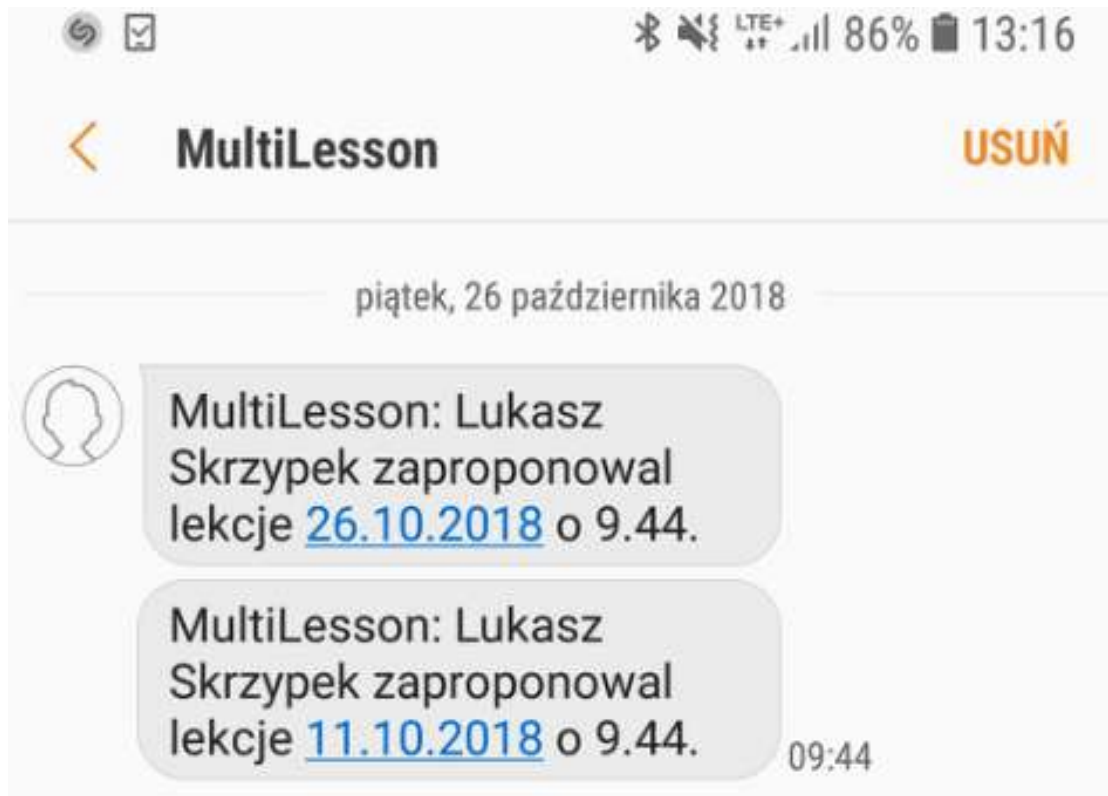 LTE+ 86% 13:16
MultiLesson USUŃ
piątek, 26 października 2018
MultiLesson: Lukasz
Skrzypek zaproponowal
lekcje 26.10.2018 o 9.44.
MultiLesson: Lukasz
Skrzypek zaproponowal
lekcje 11.10.2018 o 9.44.
09:44